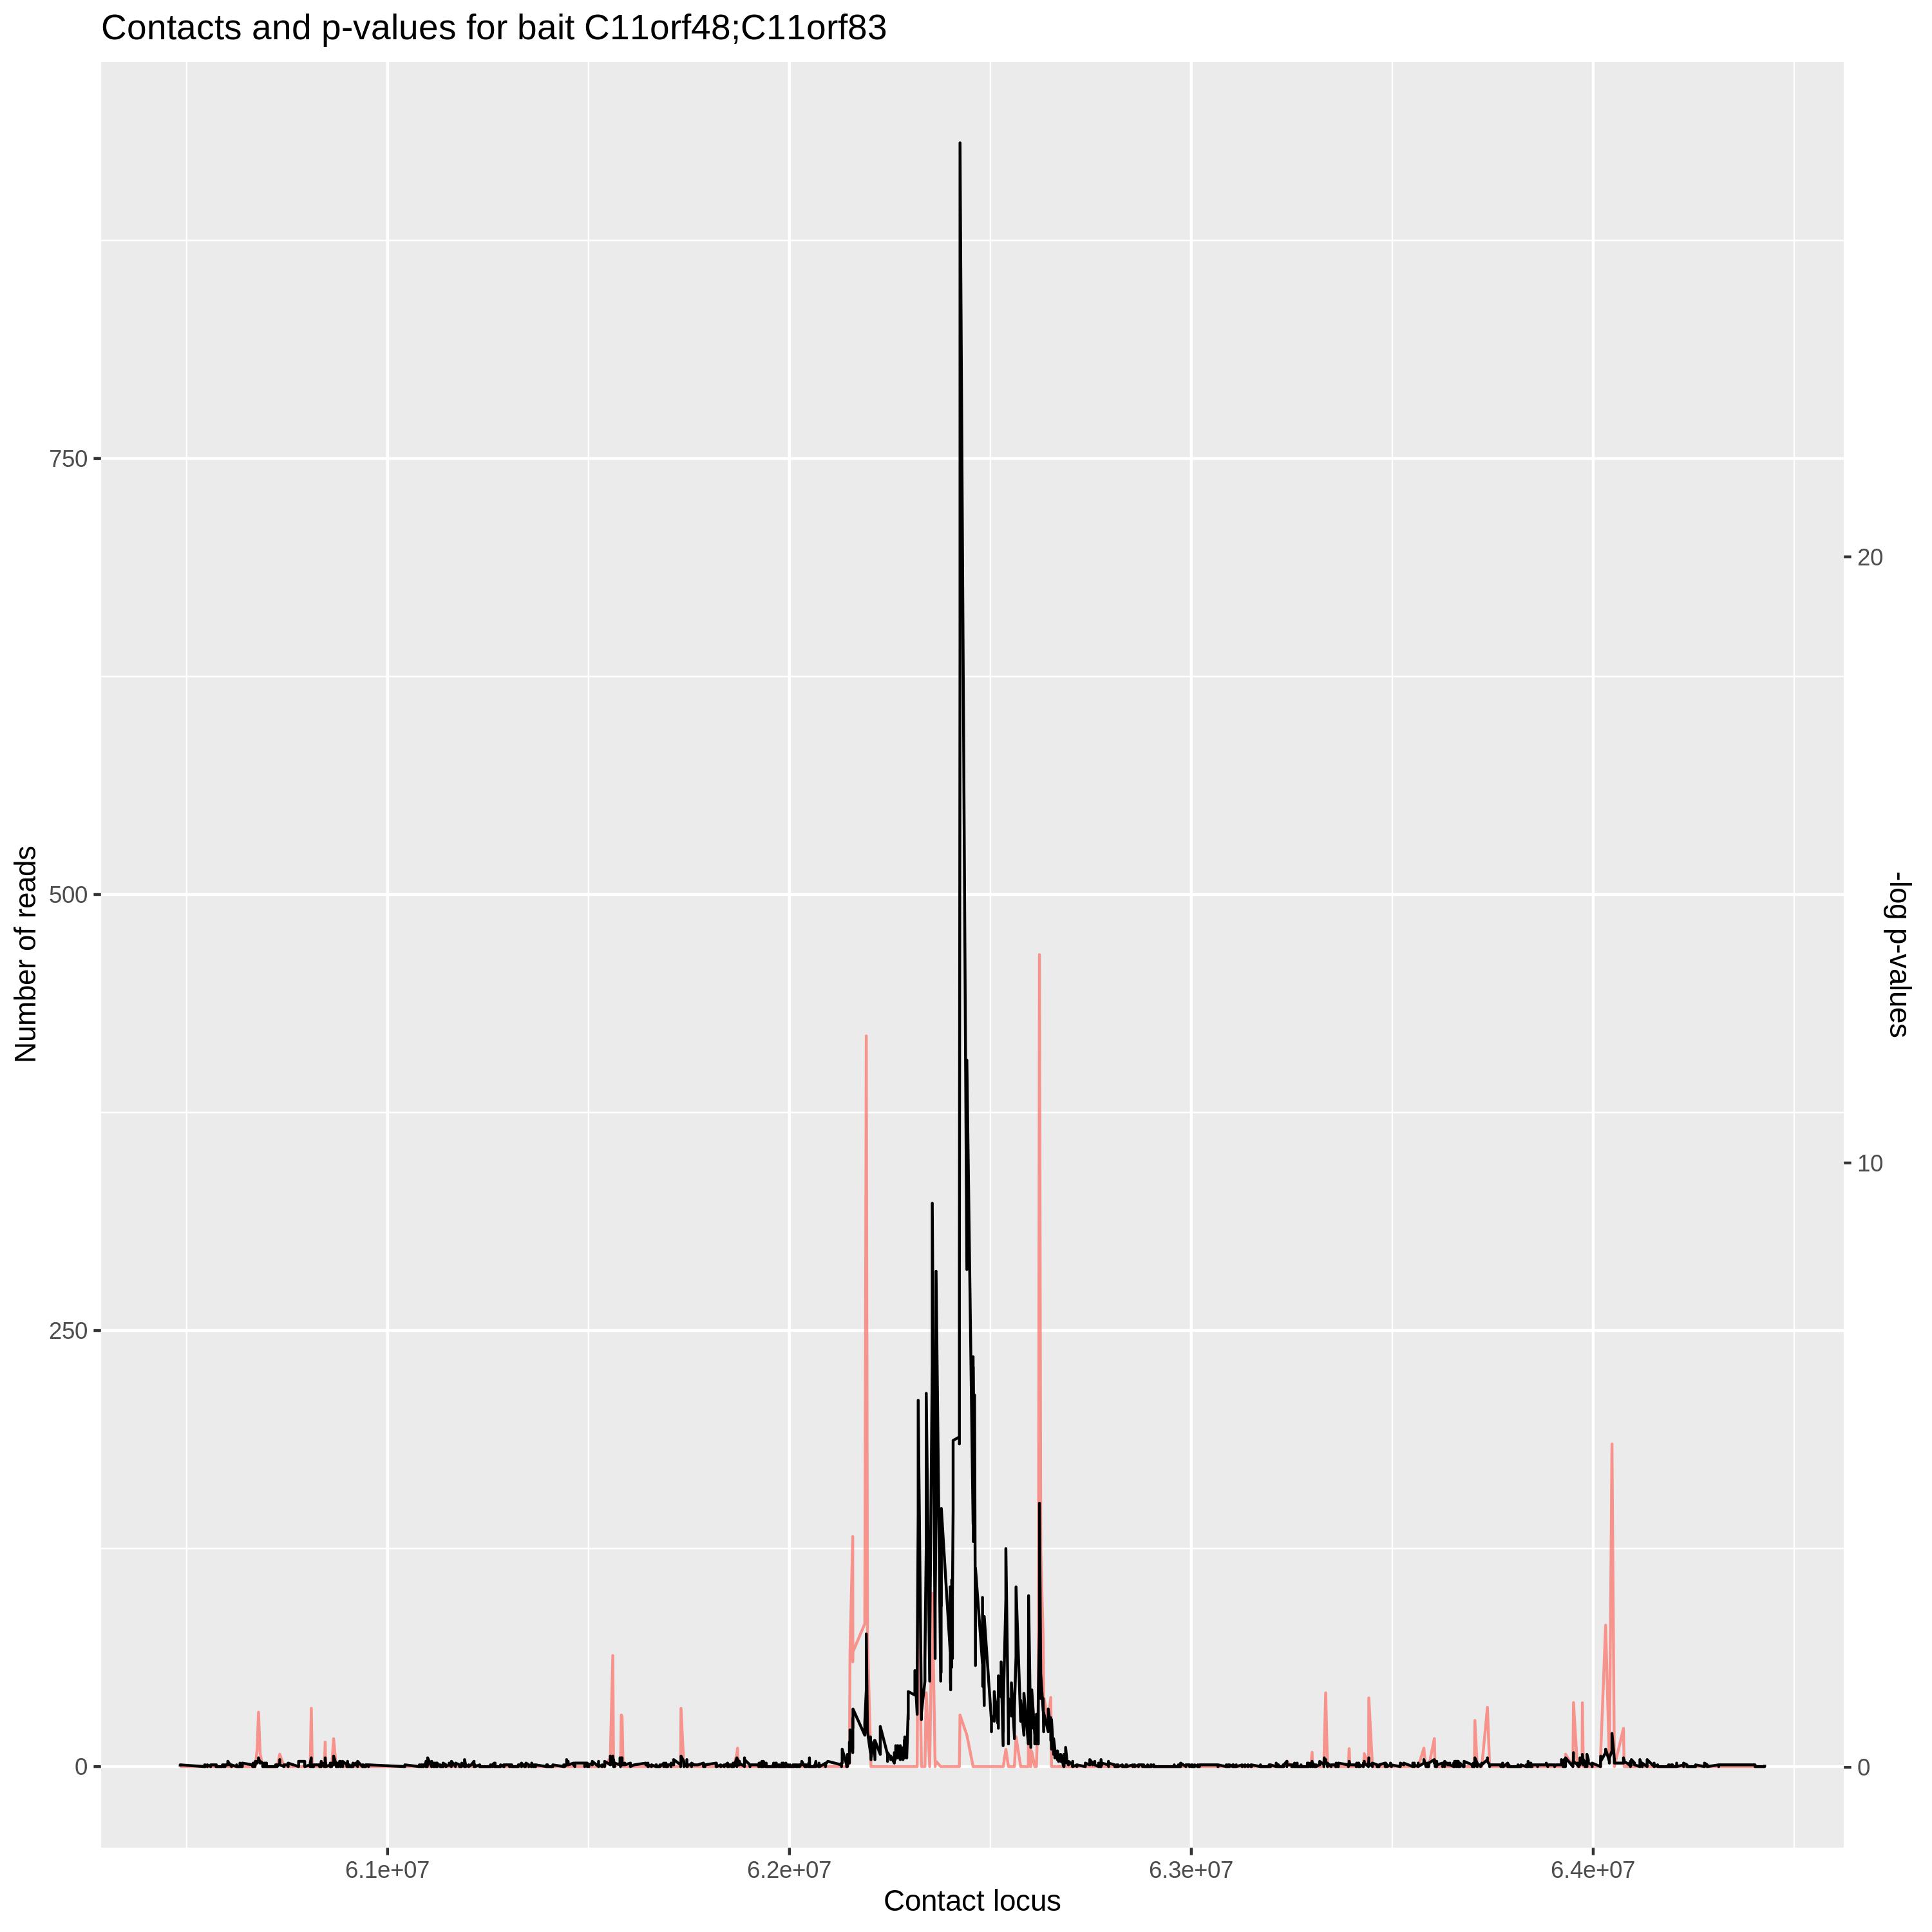 Contacts and p-values for bait C11orf48;C11orf83
Number of reads
750
500
250
0
20
10
0
-log p-values
6.1e+07
6.2e+07
6.3e+07
6.4e+07
Contact locus